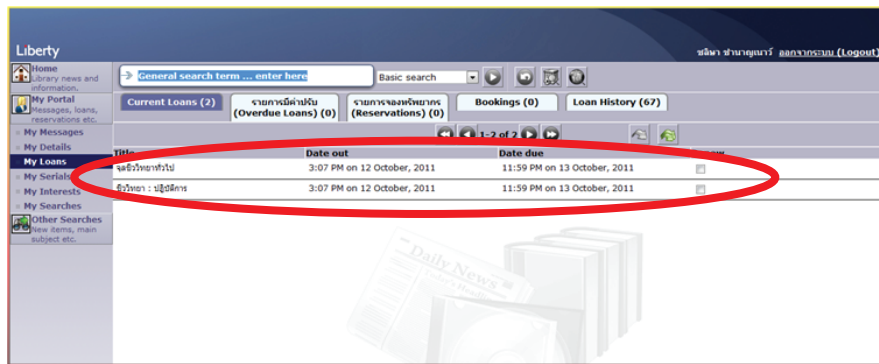 Liberty
ชลิษา ชำนาญเนาว์ ออกจากระบบ (Logout)
Home
Library news and
information.
General search term ... enter here
Basic search
My Portal
Messages, loans,
reservations etc.
Current Loans (2)
รายการมีค่าปรับ
(Overdue Loans) (0)
รายการจองทรัพยากร
(Reservations) (0)
Bookings (0)
Loan History (67)
My Messages
1-2 of 2
My Details
Title Date out Date due
My Loans
จุลชีววิทยาทั่วไป 3:07 PM on 12 October, 2011 11:59 PM on 13 October, 2011
My Serials
ชีววิทยา : ปฏิบัติการ 3:07 PM on 12 October, 2011 11:59 PM on 13 October, 2011
My Interests
My Searches
Other Searches
New items, main
subject etc.
Daily News
Today's